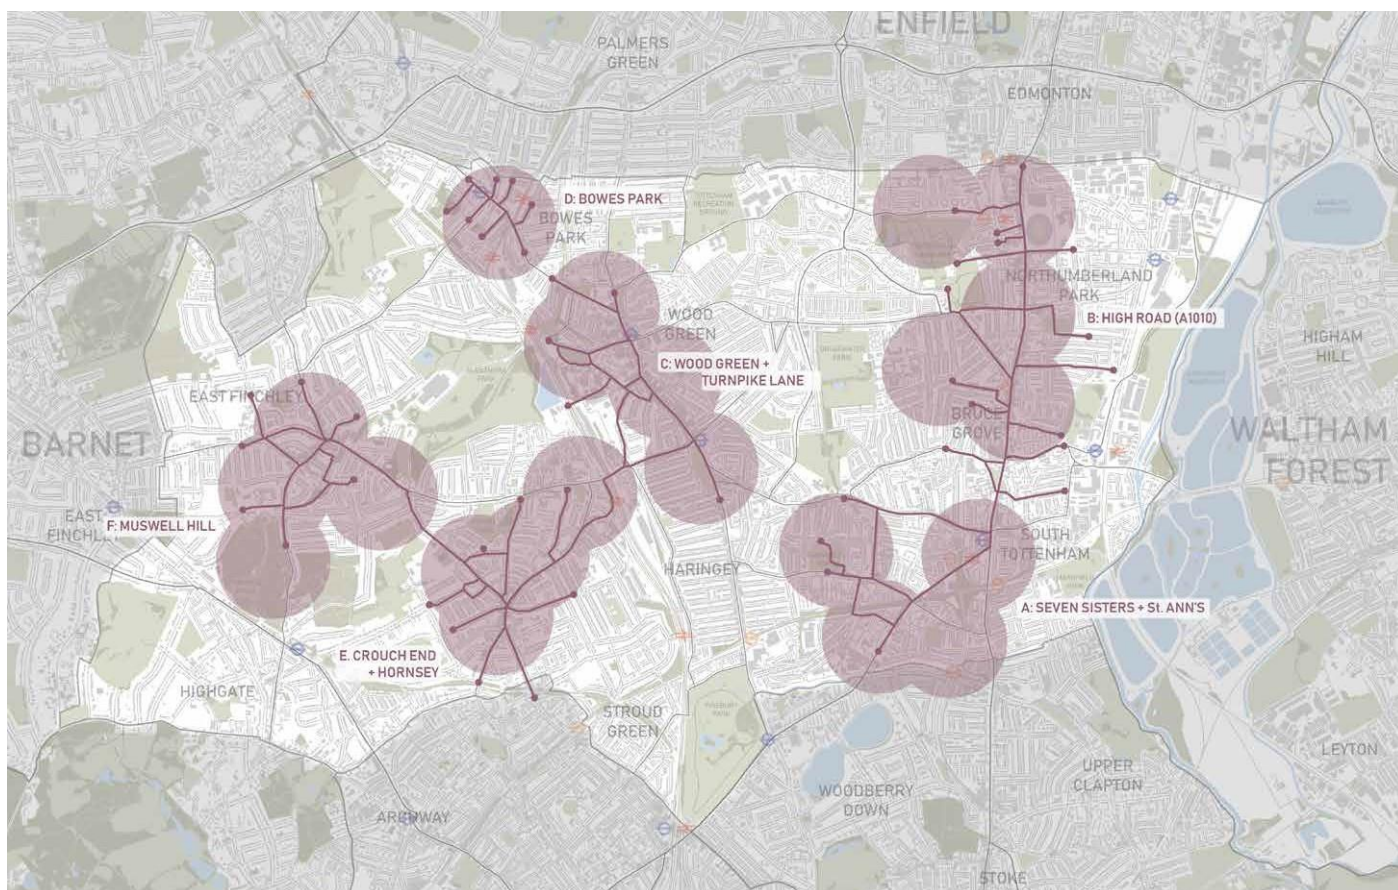 ENFIELD
PALMERS
GREEN
EDMONTON
D: BOWES PARK
BOWES
PARK
NORTHUMBERLAND
PARK
B: HIGH ROAD (A1010)
WOOD
GREEN
HIGHAM
HILL
C: WOOD GREEN +
TURNPIKE LANE
EAST FINCHLEY
BRUCE
GROVE
BARNET
WALTHAM
FOREST
EAST
FINCHLEY
F: MUSWELL HILL
SOUTH
TOTTENHAM
HARINGEY
A: SEVEN SISTERS + St. ANN'S
E. CROUCH END
+ HORNSEY
HIGHGATE
STROUD
GREEN
FINSBURY
PARK
LEYTON
UPPER
CLAPTON
WOODBERRY
DOWN
ARCHWAY
STOKE